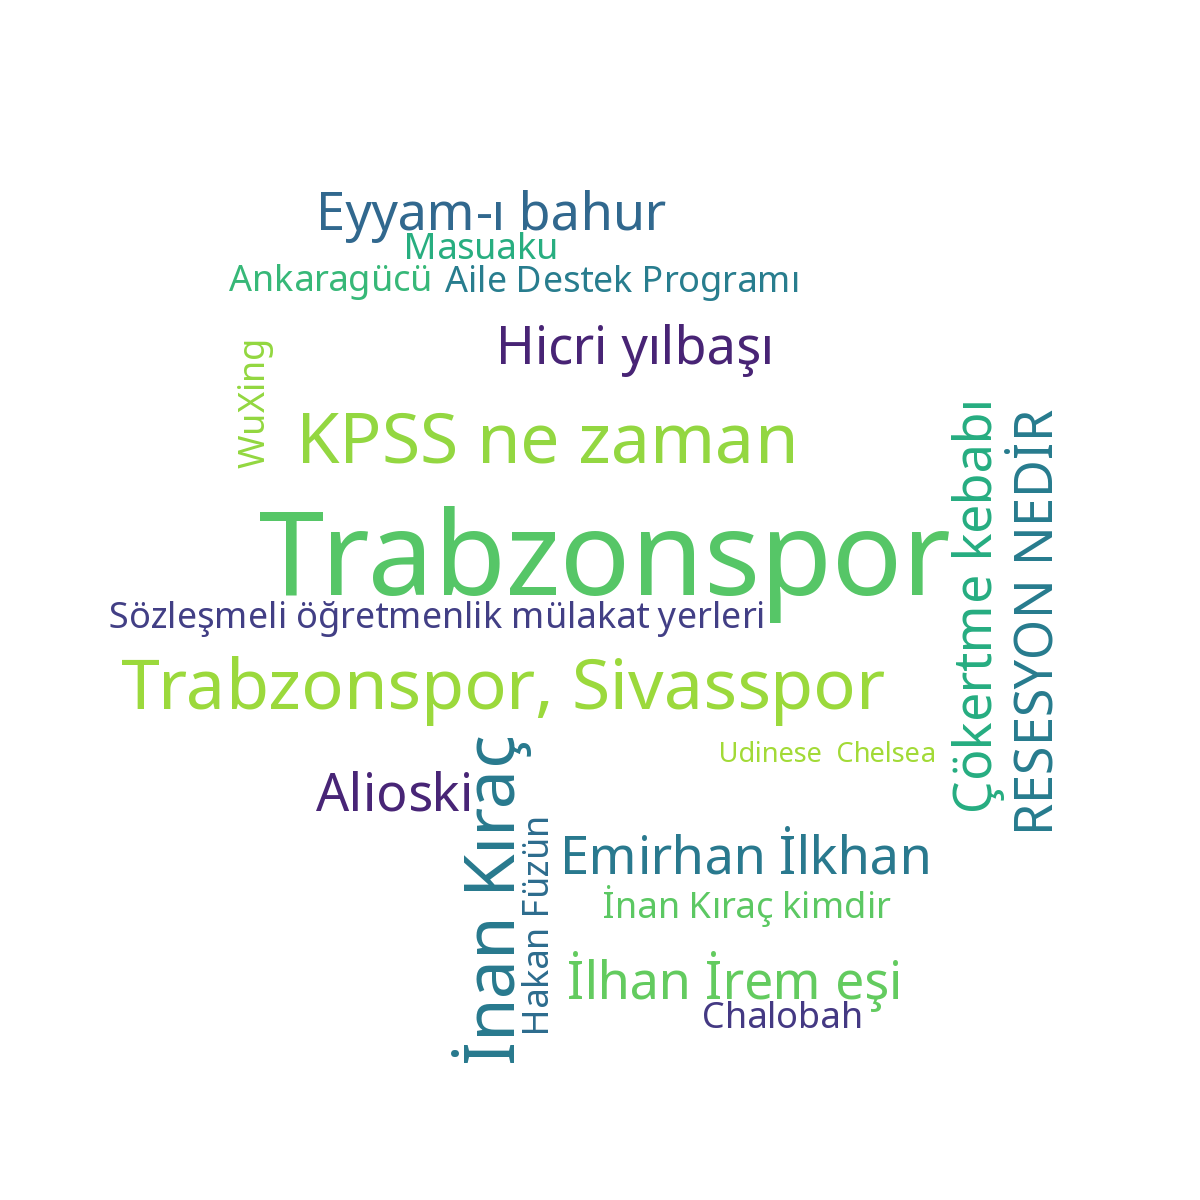 Eyyam-ı bahur
Masuaku
Ankaragücü
Aile Destek Programı
Hicri yılbaşı
WuXing
KPSS ne zaman
Çökertme kebabı
RESESYON NEDİR
Trabzonspor
Sözleşmeli öğretmenlik mülakat yerleri
Trabzonspor, Sivasspor
Udinese  Chelsea
Alioski
İnan Kıraç
Hakan Füzün
Emirhan İlkhan
İnan Kıraç kimdir
İlhan İrem eşi
Chalobah